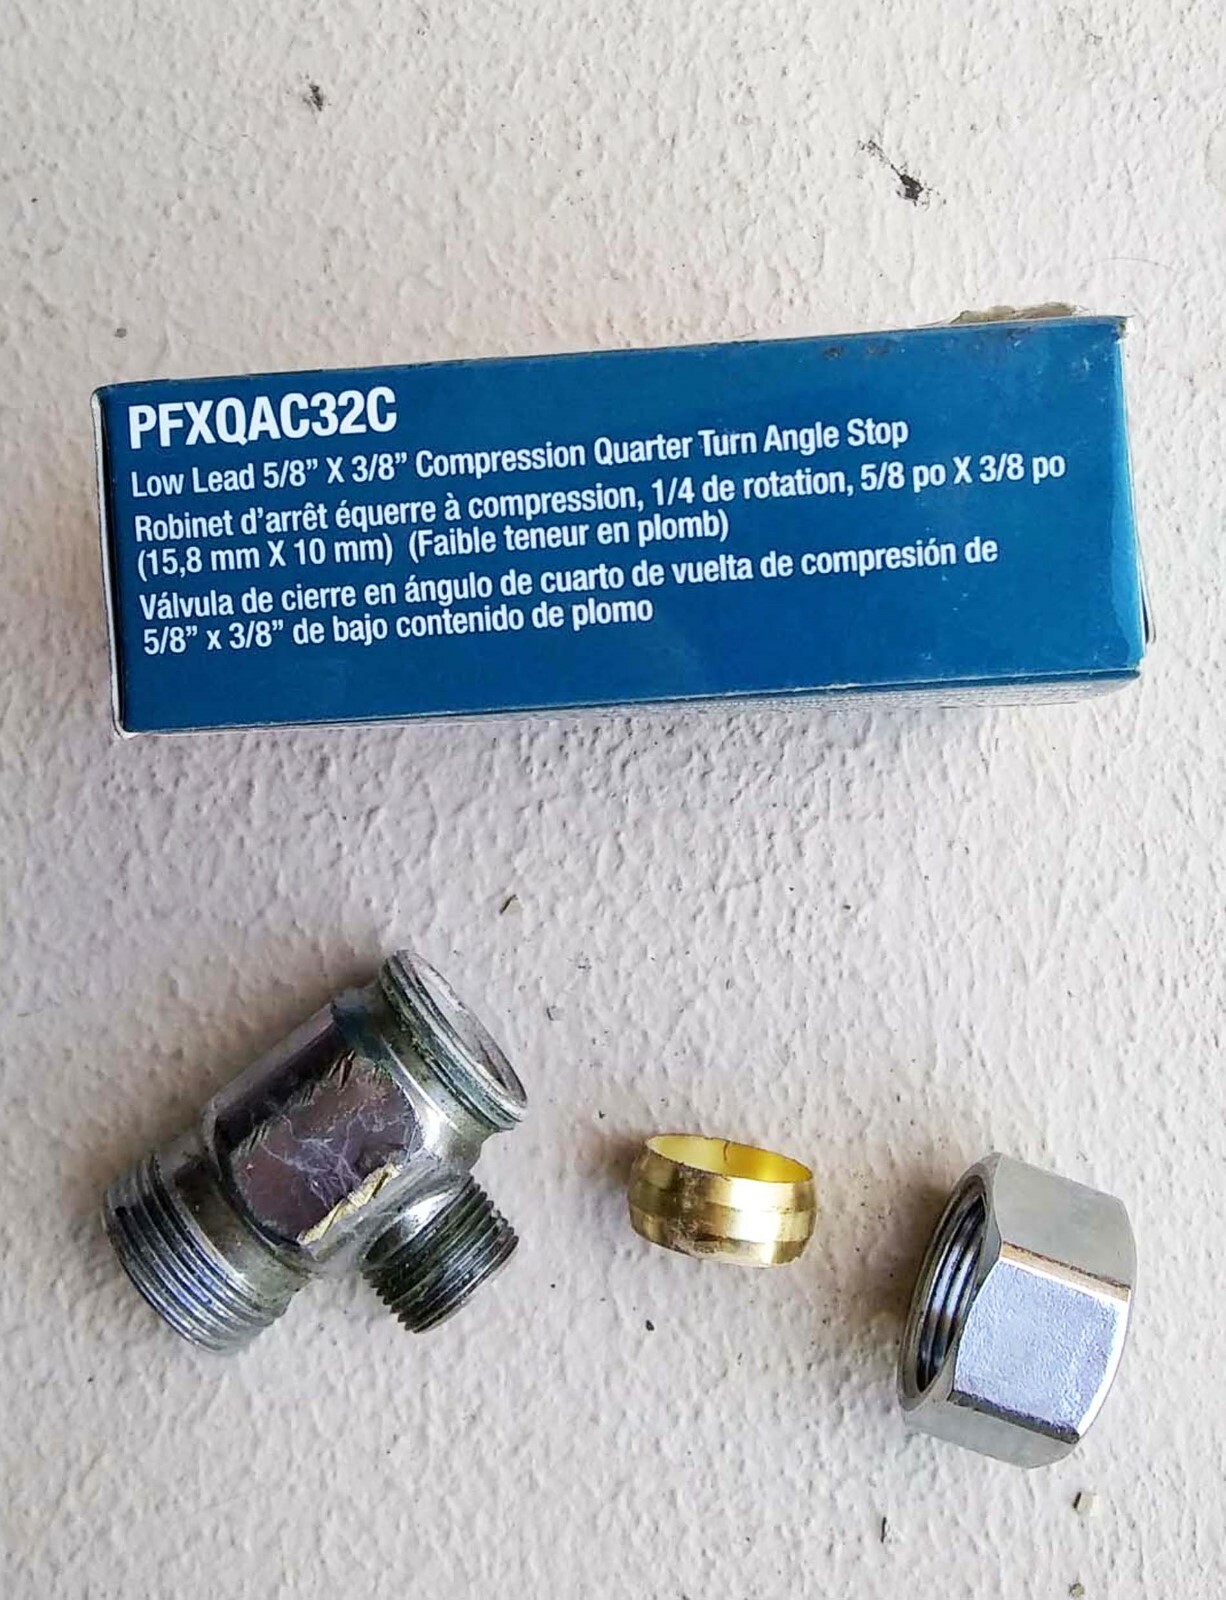 PFXQAC32C
Low Lead 5/8” X 3/8” Compression Quarter Turn Angle Stop
Robinet d’arrêt équerre à compression, 1/4 de rotation, 5/8 po X 3/8 po
(15,8 mm X 10 mm) (Faible teneur en plomb)
Válvula de cierre en ángulo de cuarto de vuelta de compresión de
5/8” x 3/8” de bajo contenido de plomo